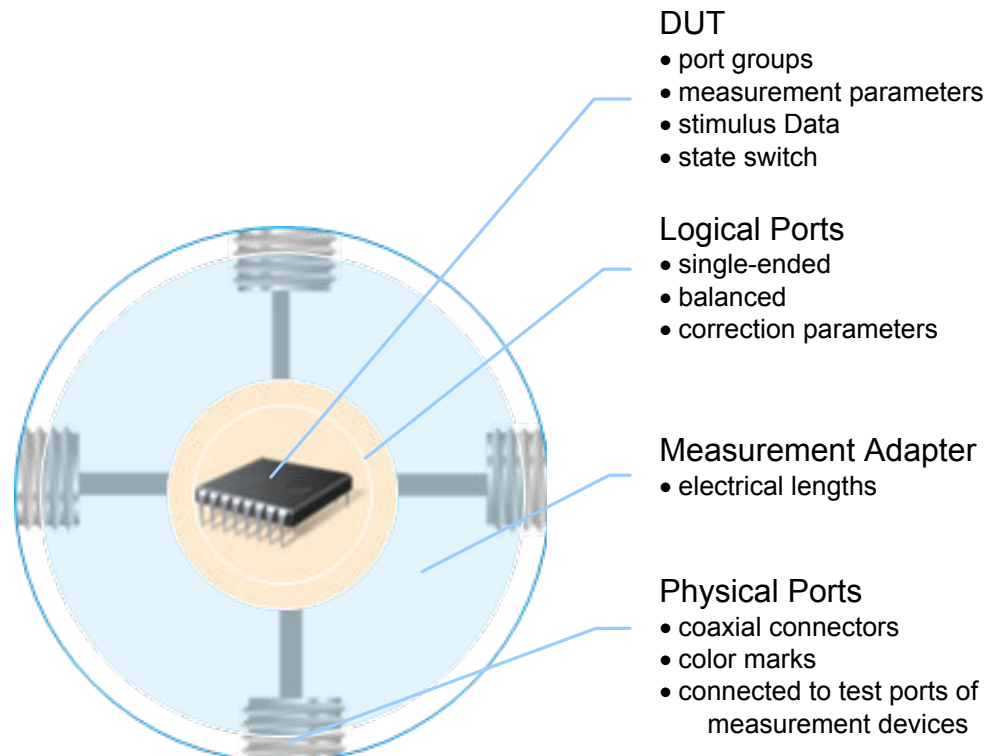 DUT
• port groups
• measurement parameters
• stimulus Data
• state switch
Logical Ports
• single-ended
• balanced
• correction parameters
Measurement Adapter
• electrical lengths
Physical Ports
• coaxial connectors
• color marks
• connected to test ports of
measurement devices